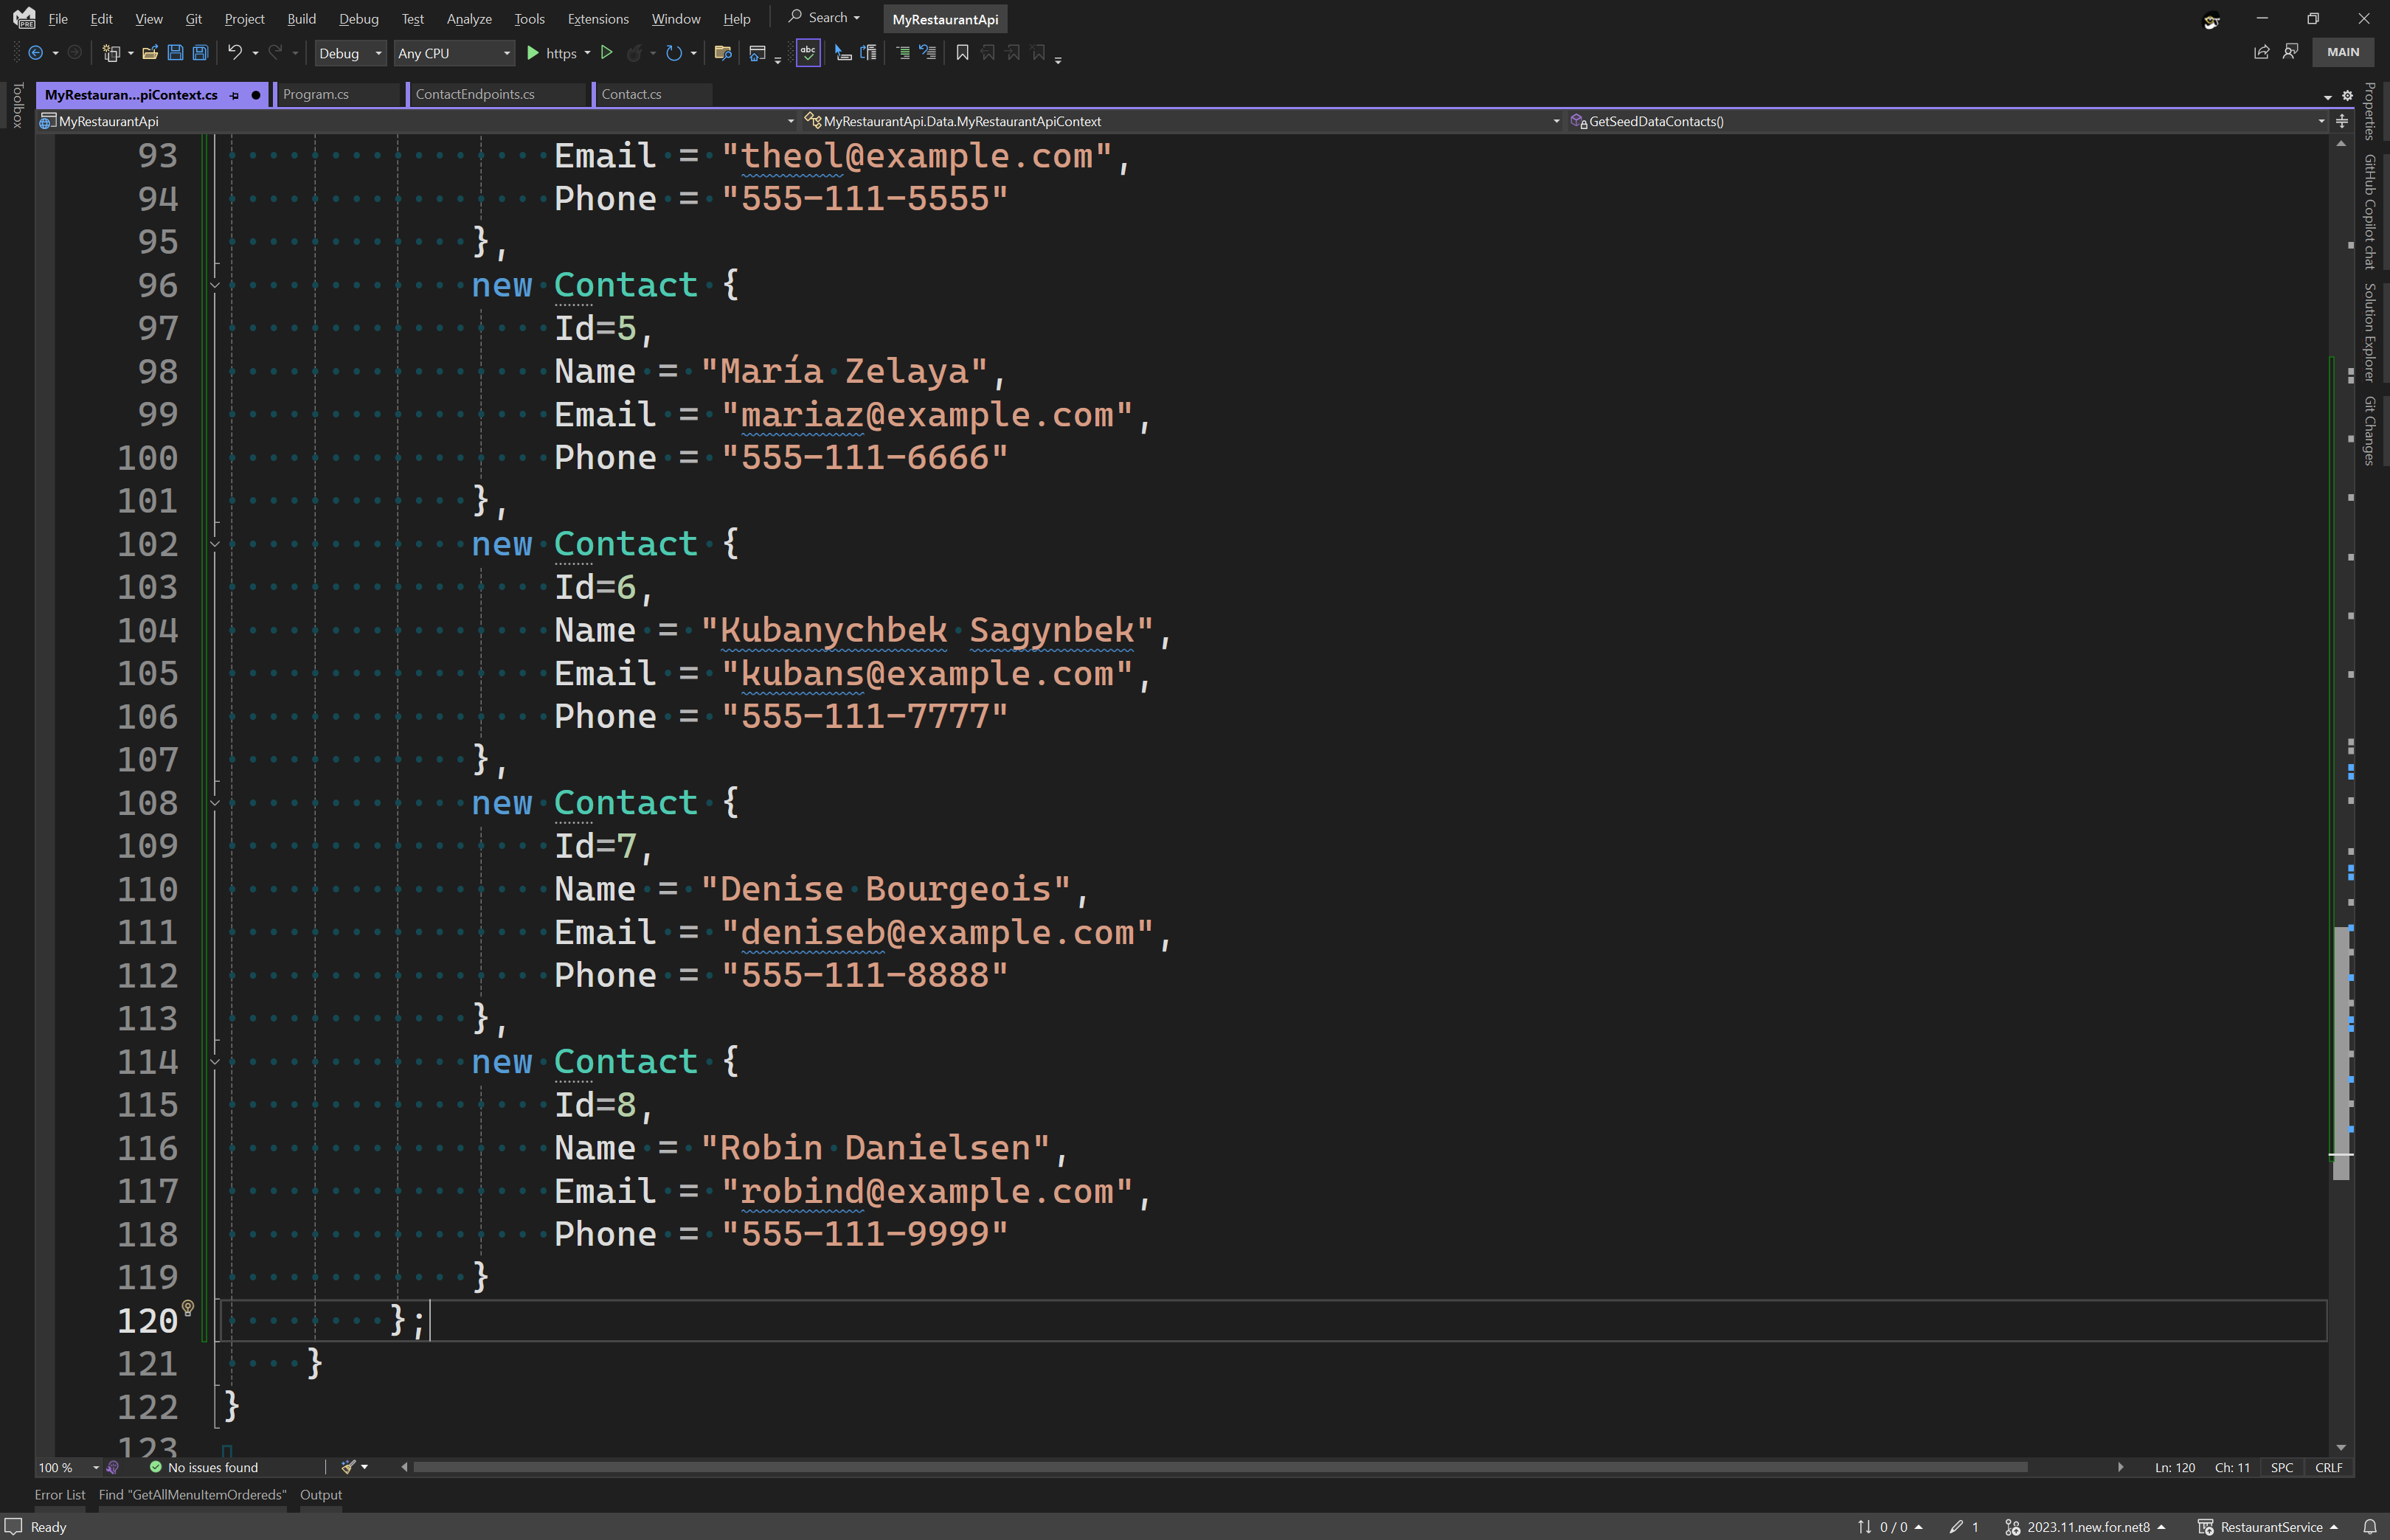 File Edit View Git Project Build Debug Test Analyze Tools Extensions Window Help Search MyRestaurantApi
Debug Any CPU https abc MAIN
MyRestauran...piContext.cs Program.cs ContactEndpoints.cs Contact.cs
MyRestaurantApi MyRestaurantApi.Data.MyRestaurantApiContext GetSeedDataContacts()
Toolbox
Properties
GitHub Copilot chat
Solution Explorer
Git Changes
93 Email = "theol@example.com",
94 Phone = "555-111-5555"
95 },
96 new Contact {
97 Id=5,
98 Name = "María Zelaya",
99 Email = "mariaz@example.com",
100 Phone = "555-111-6666"
101 },
102 new Contact {
103 Id=6,
104 Name = "Kubanychbek Sagynbek",
105 Email = "kubans@example.com",
106 Phone = "555-111-7777"
107 },
108 new Contact {
109 Id=7,
110 Name = "Denise Bourgeois",
111 Email = "deniseb@example.com",
112 Phone = "555-111-8888"
113 },
114 new Contact {
115 Id=8,
116 Name = "Robin Danielsen",
117 Email = "robind@example.com",
118 Phone = "555-111-9999"
119 }
120 };
121 }
122 }
123
100 % No issues found Ln: 120 Ch: 11 SPC CRLF
Error List Find "GetAllMenuItemOrdereds" Output
Ready 0 / 0 1 2023.11.new.for.net8 RestaurantService